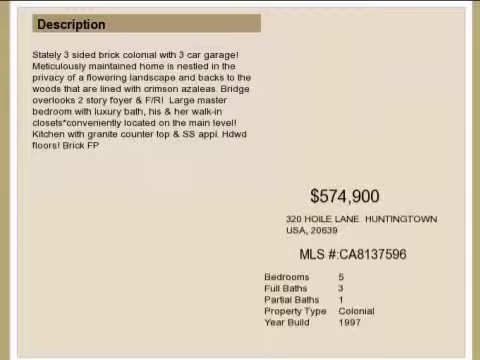 Description
Stately 3 sided brick colonial with 3 car garage!
Meticulously maintained home is nestled in the
privacy of a flowering landscape and backs to the
woods that are lined with crimson azaleas. Bridge
overlooks 2 story foyer & F/R! Large master
bedroom with luxury bath, his & her walk-in
closets*conveniently located on the main level!
Kitchen with granite counter top & SS appl. Hdwd
floors! Brick FP
$574,900
320 HOILE LANE HUNTINGTOWN
USA, 20639
MLS #:CA8137596
Bedrooms 5
Full Baths 3
Partial Baths 1
Property Type Colonial
Year Build 1997